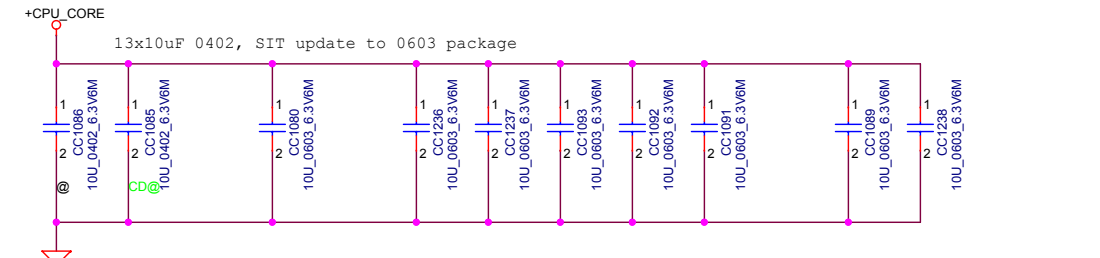 +CPU_CORE
13x10uF 0402, SIT update to 0603 package
1
2
CC1086
10U_0402_6.3V6M
@
1
2
CC1085
10U_0402_6.3V6M
CD@
1
2
CC1080
10U_0603_6.3V6M
1
2
CC1236
10U_0603_6.3V6M
1
2
CC1237
10U_0603_6.3V6M
1
2
CC1093
10U_0603_6.3V6M
1
2
CC1092
10U_0603_6.3V6M
1
2
CC1091
10U_0603_6.3V6M
1
2
CC1089
10U_0603_6.3V6M
1
2
CC1238
10U_0603_6.3V6M